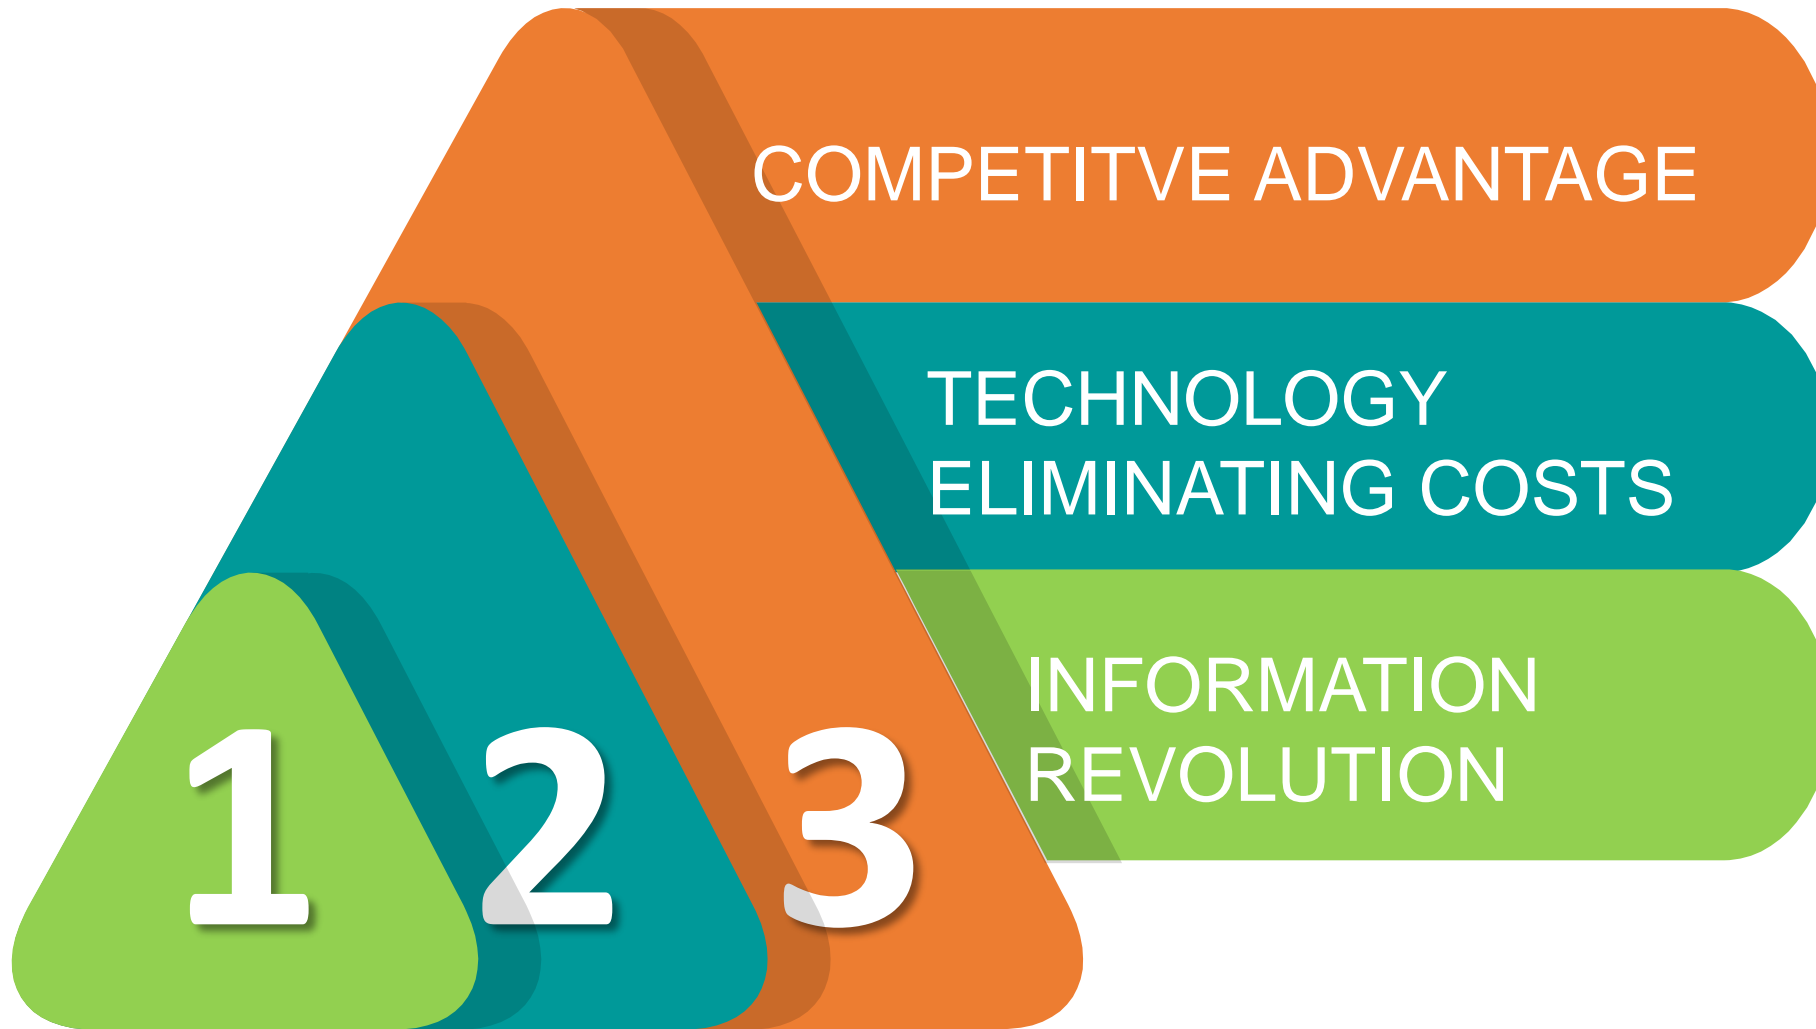 COMPETITVE ADVANTAGE
TECHNOLOGY
ELIMINATING COSTS
INFORMATION
REVOLUTION
1 2 3